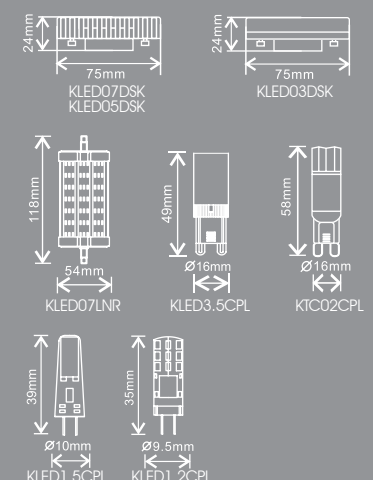 24mm
75mm
KLED07DSK
KLED05DSK
24mm
75mm
KLED03DSK
118mm
54mm
KLED07LNR
49mm
Ø16mm
KLED3.5CPL
58mm
Ø16mm
KTC02CPL
39mm
Ø10mm
KLED1.5CPL
35mm
Ø9.5mm
KLED1.2CPL